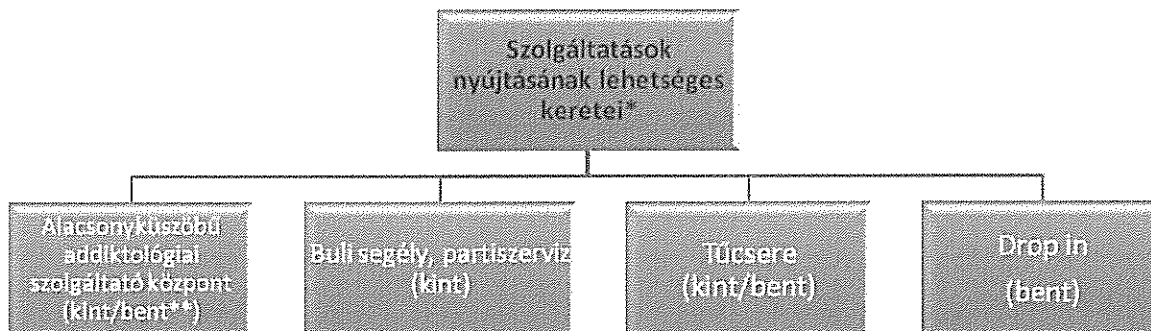 Szolgáltatások
nyújtásának lehetséges
keretei*
Alacsonyküszöbű
addiktológiai
szolgáltató központ
(kint/bent**)
Buli segély, partiszerviz
(kint)
Tűcsere
(kint/bent)
Drop in
(bent)